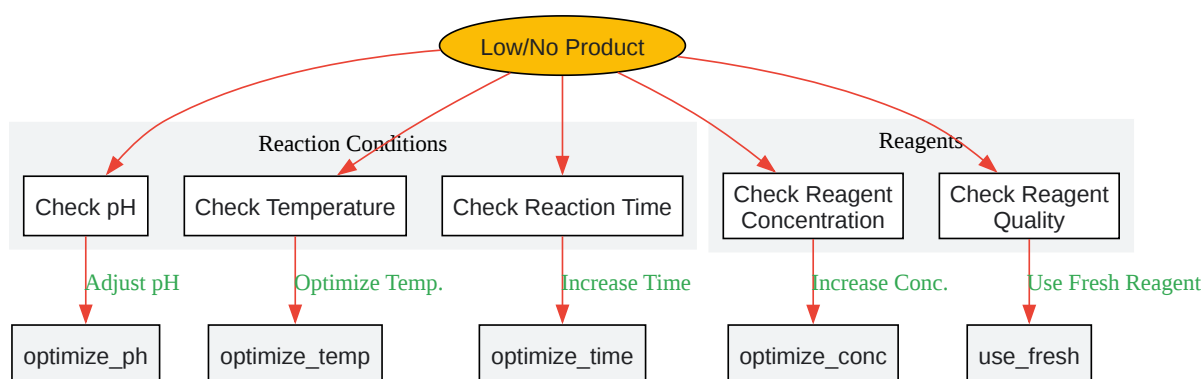 Low/No Product
Reaction Conditions
Reagents
Check pH
Check Temperature
Check Reaction Time
Check Reagent
Concentration
Check Reagent
Quality
Adjust pH
Optimize Temp.
Increase Time
Increase Conc.
Use Fresh Reagent
optimize_ph
optimize_temp
optimize_time
optimize_conc
use_fresh